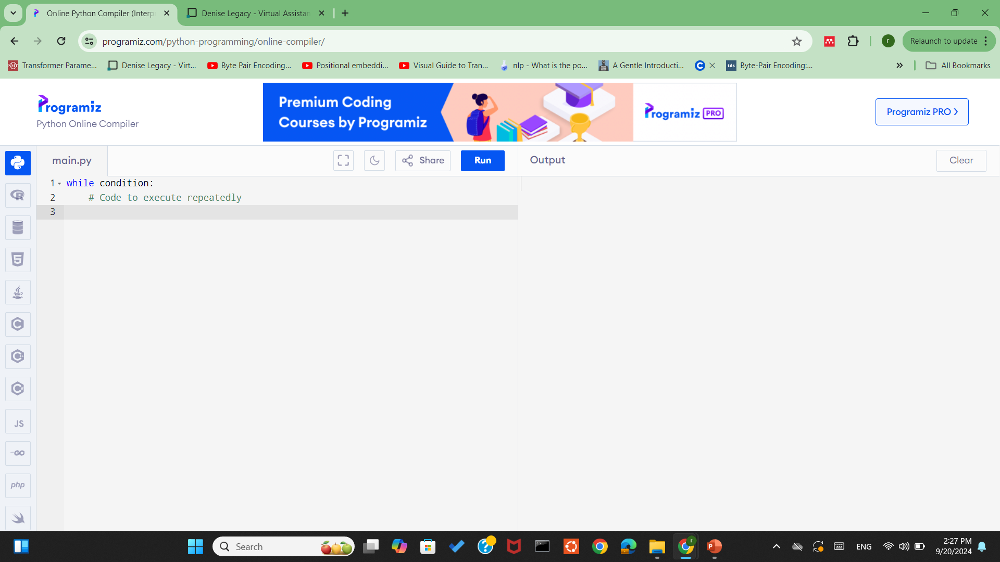 Online Python Compiler (Interp
Denise Legacy - Virtual Assistan
programiz.com/python-programming/online-compiler/
r
Relaunch to update
Transformer Parame...
Denise Legacy - Virt...
Byte Pair Encoding...
Positional embeddi...
Visual Guide to Tran...
nlp - What is the po...
A Gentle Introducti...
tds
Byte-Pair Encoding:...
All Bookmarks
Programiz
Python Online Compiler
Premium Coding
Courses by Programiz
Programiz PRO
Programiz PRO
main.py
Share
Run
Output
Clear
1 while condition:
2 # Code to execute repeatedly
3
JS
GO
php
Search
ENG
2:27 PM
9/20/2024